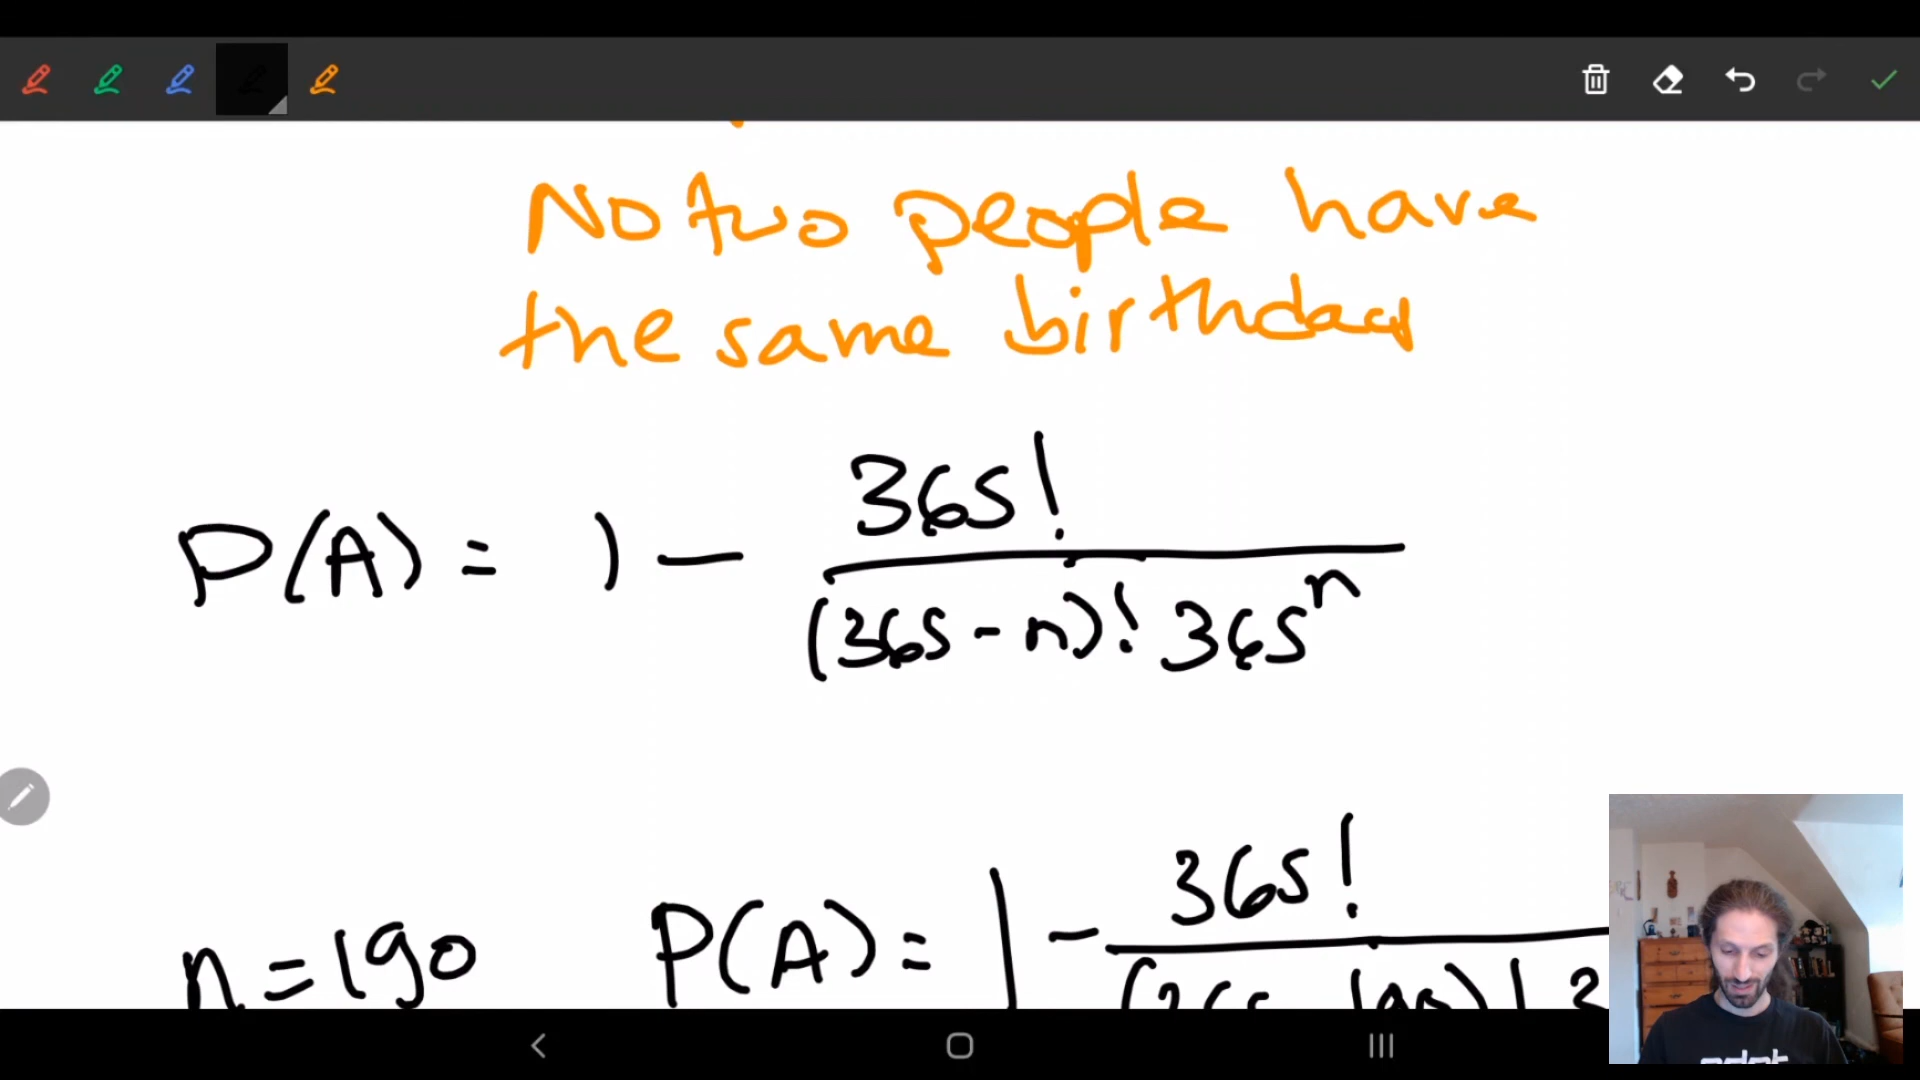 No two people have
the same birthday
P(A) = 1 - 365! / (365-n)! 365^n
n = 190 P(A) = 1 - 365!